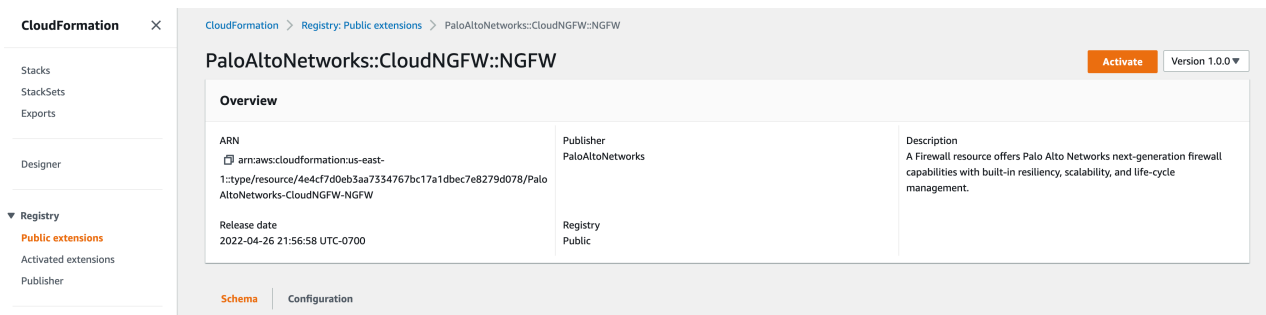 CloudFormation
Stacks
StackSets
Exports
Designer
Registry
Public extensions
Activated extensions
Publisher
CloudFormation > Registry: Public extensions > PaloAltoNetworks::CloudNGFW::NGFW
PaloAltoNetworks::CloudNGFW::NGFW
Activate
Version 1.0.0
Overview
ARN
arn:aws:cloudformation:us-east-
1::type/resource/4e4cf7d0eb3aa7334767bc17a1dbec7e8279d078/Palo
AltoNetworks-CloudNGFW-NGFW
Release date
2022-04-26 21:56:58 UTC-0700
Publisher
PaloAltoNetworks
Registry
Public
Description
A Firewall resource offers Palo Alto Networks next-generation firewall
capabilities with built-in resiliency, scalability, and life-cycle
management.
Schema
Configuration